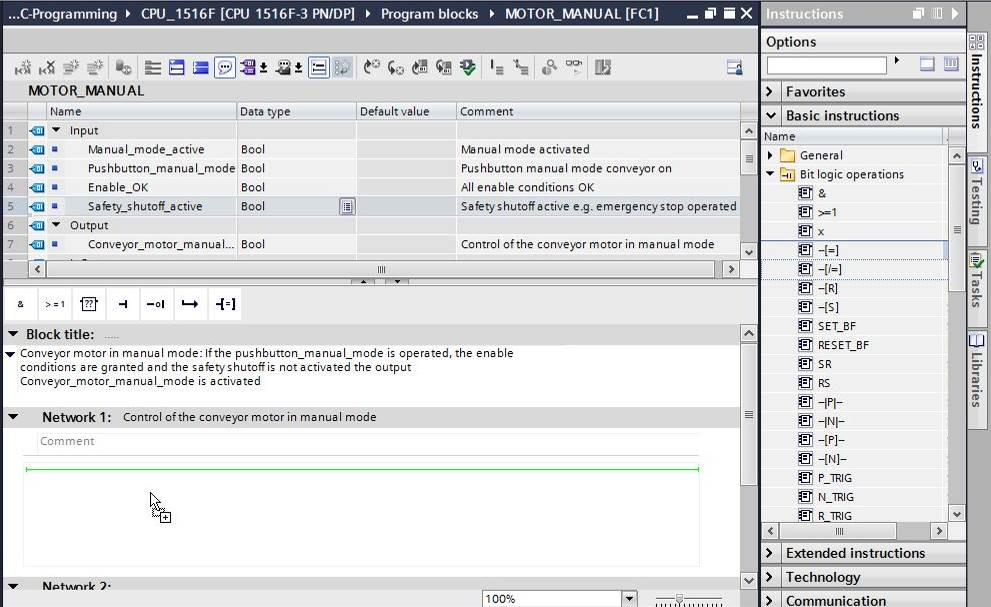 ...C-Programming ▸ CPU_1516F [CPU 1516F-3 PN/DP] ▸ Program blocks ▸ MOTOR_MANUAL [FC1]
MOTOR_MANUAL
Name Data type Default value Comment
1 Input
2 Manual_mode_active Bool Manual mode activated
3 Pushbutton_manual_mode Bool Pushbutton manual mode conveyor on
4 Enable_OK Bool All enable conditions OK
5 Safety_shutoff_active Bool Safety shutoff active e.g. emergency stop operated
6 Output
7 Conveyor_motor_manual... Bool Control of the conveyor motor in manual mode
& >=1 ?? -[=]
Block title: .....
Conveyor motor in manual mode: If the pushbutton_manual_mode is operated, the enable
conditions are granted and the safety shutoff is not activated the output
Conveyor_motor_manual_mode is activated
Network 1: Control of the conveyor motor in manual mode
Comment
Network 2:
100%
Instructions
Options
Favorites
Basic instructions
Name
General
Bit logic operations
&
>=1
x
-[=]
-[/=]
-[R]
-[S]
SET_BF
RESET_BF
SR
RS
-|P|-
-|N|-
-[P]-
-[N]-
P_TRIG
N_TRIG
R_TRIG
Extended instructions
Technology
Communication
Instructions
Testing
Tasks
Libraries